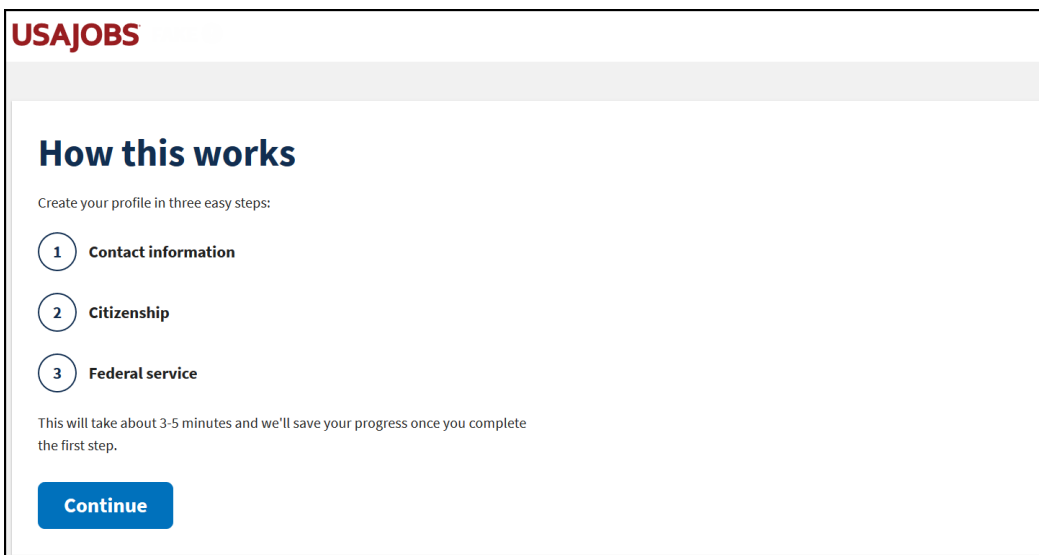 USAJOBS
How this works
Create your profile in three easy steps:
1 Contact information
2 Citizenship
3 Federal service
This will take about 3-5 minutes and we'll save your progress once you complete
the first step.
Continue